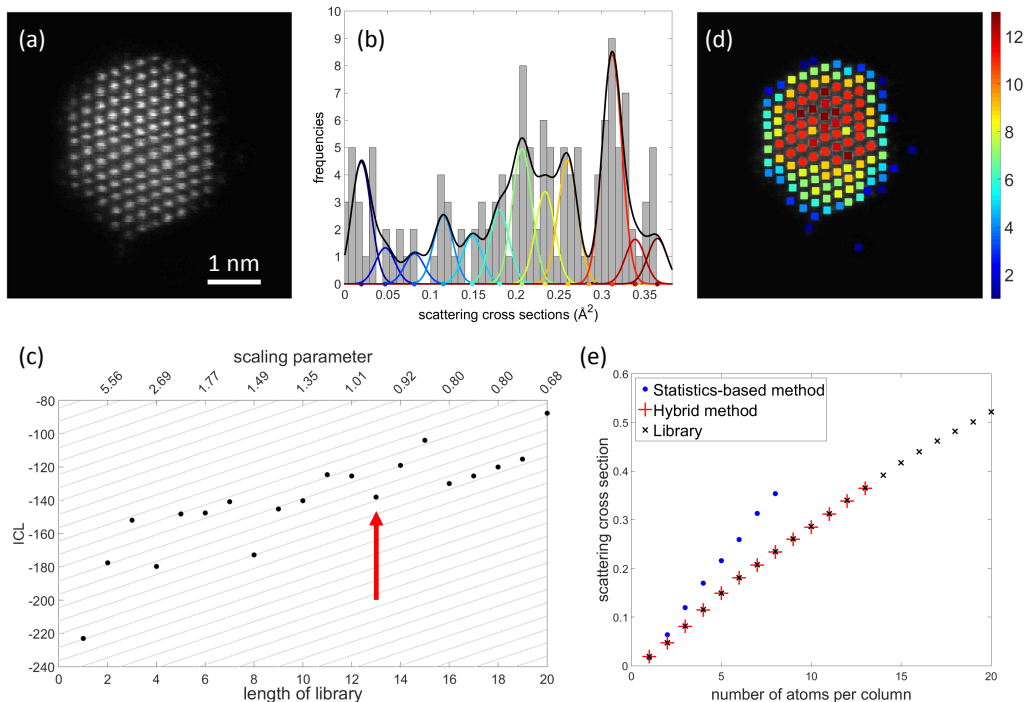 (a)
1 nm
(b)
10
9
8
7
6
5
4
3
2
1
0
frequencies
0 0.05 0.1 0.15 0.2 0.25 0.3 0.35
scattering cross sections (Å²)
(d)
12
10
8
6
4
2
(c)
scaling parameter
5.56 2.69 1.77 1.49 1.35 1.01 0.92 0.80 0.80 0.68
-80
-100
-120
-140
-160
-180
-200
-220
-240
ICL
0 2 4 6 8 10 12 14 16 18 20
length of library
(e)
0.6
0.5
0.4
0.3
0.2
0.1
0
scattering cross section
Statistics-based method
Hybrid method
Library
0 5 10 15 20
number of atoms per column